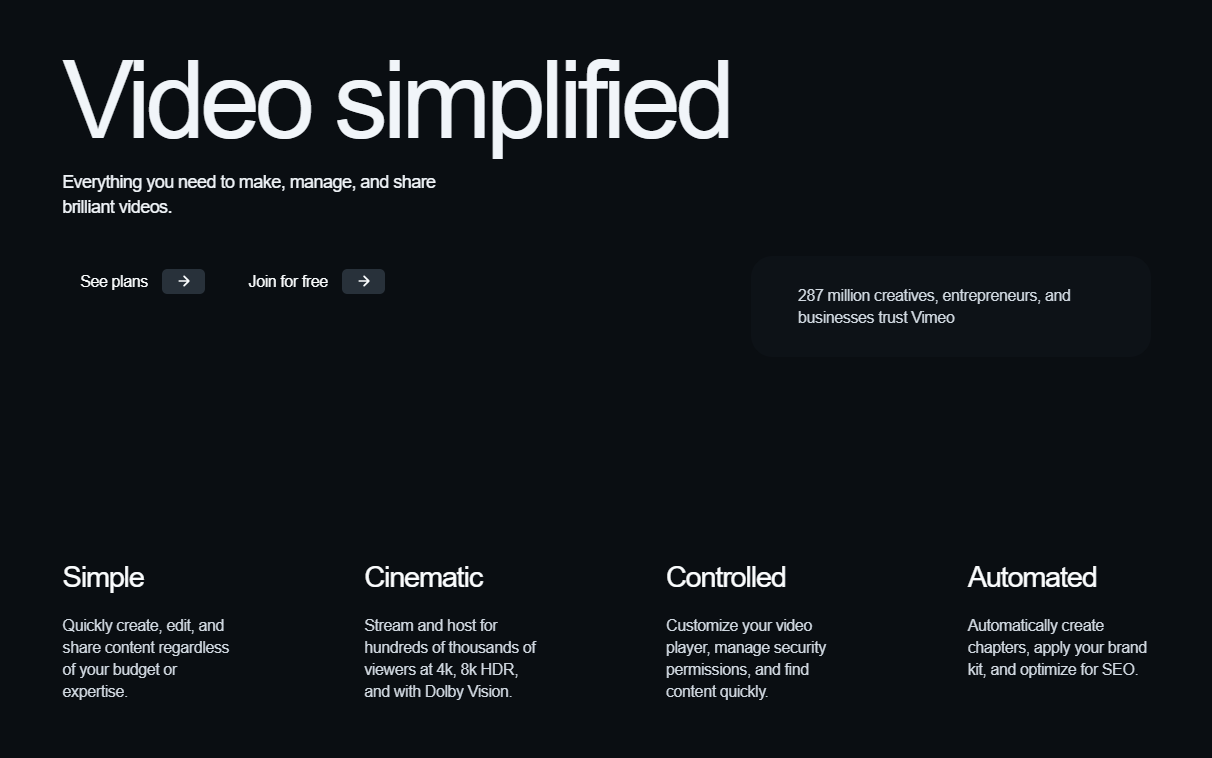 Video simplified
Everything you need to make, manage, and share
brilliant videos.
See plans
Join for free
287 million creatives, entrepreneurs, and
businesses trust Vimeo
Simple
Quickly create, edit, and
share content regardless
of your budget or
expertise.
Cinematic
Stream and host for
hundreds of thousands of
viewers at 4k, 8k HDR,
and with Dolby Vision.
Controlled
Customize your video
player, manage security
permissions, and find
content quickly.
Automated
Automatically create
chapters, apply your brand
kit, and optimize for SEO.